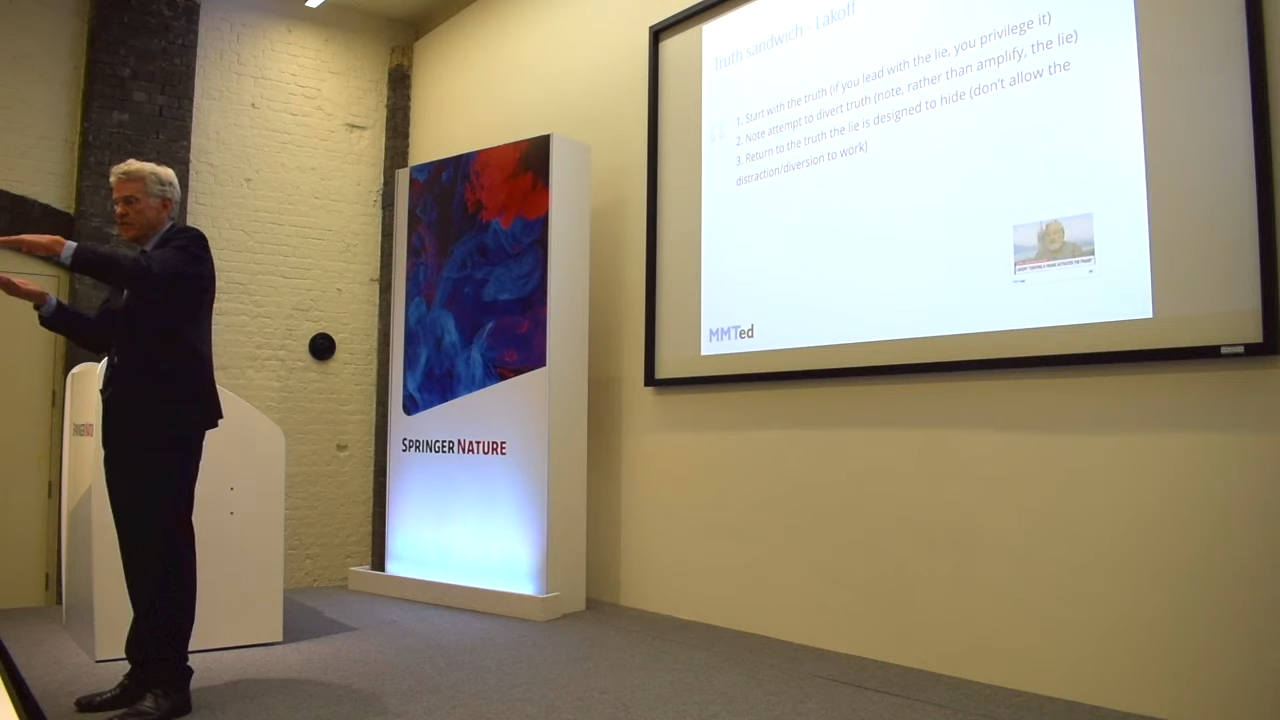 Truth sandwich - Lakoff
1. Start with the truth (if you lead with the lie, you privilege it)
2. Note attempt to divert truth (note, rather than amplify, the lie)
3. Return to the truth the lie is designed to hide (don't allow the
distraction/diversion to work)
MMTed
SPRINGER NATURE